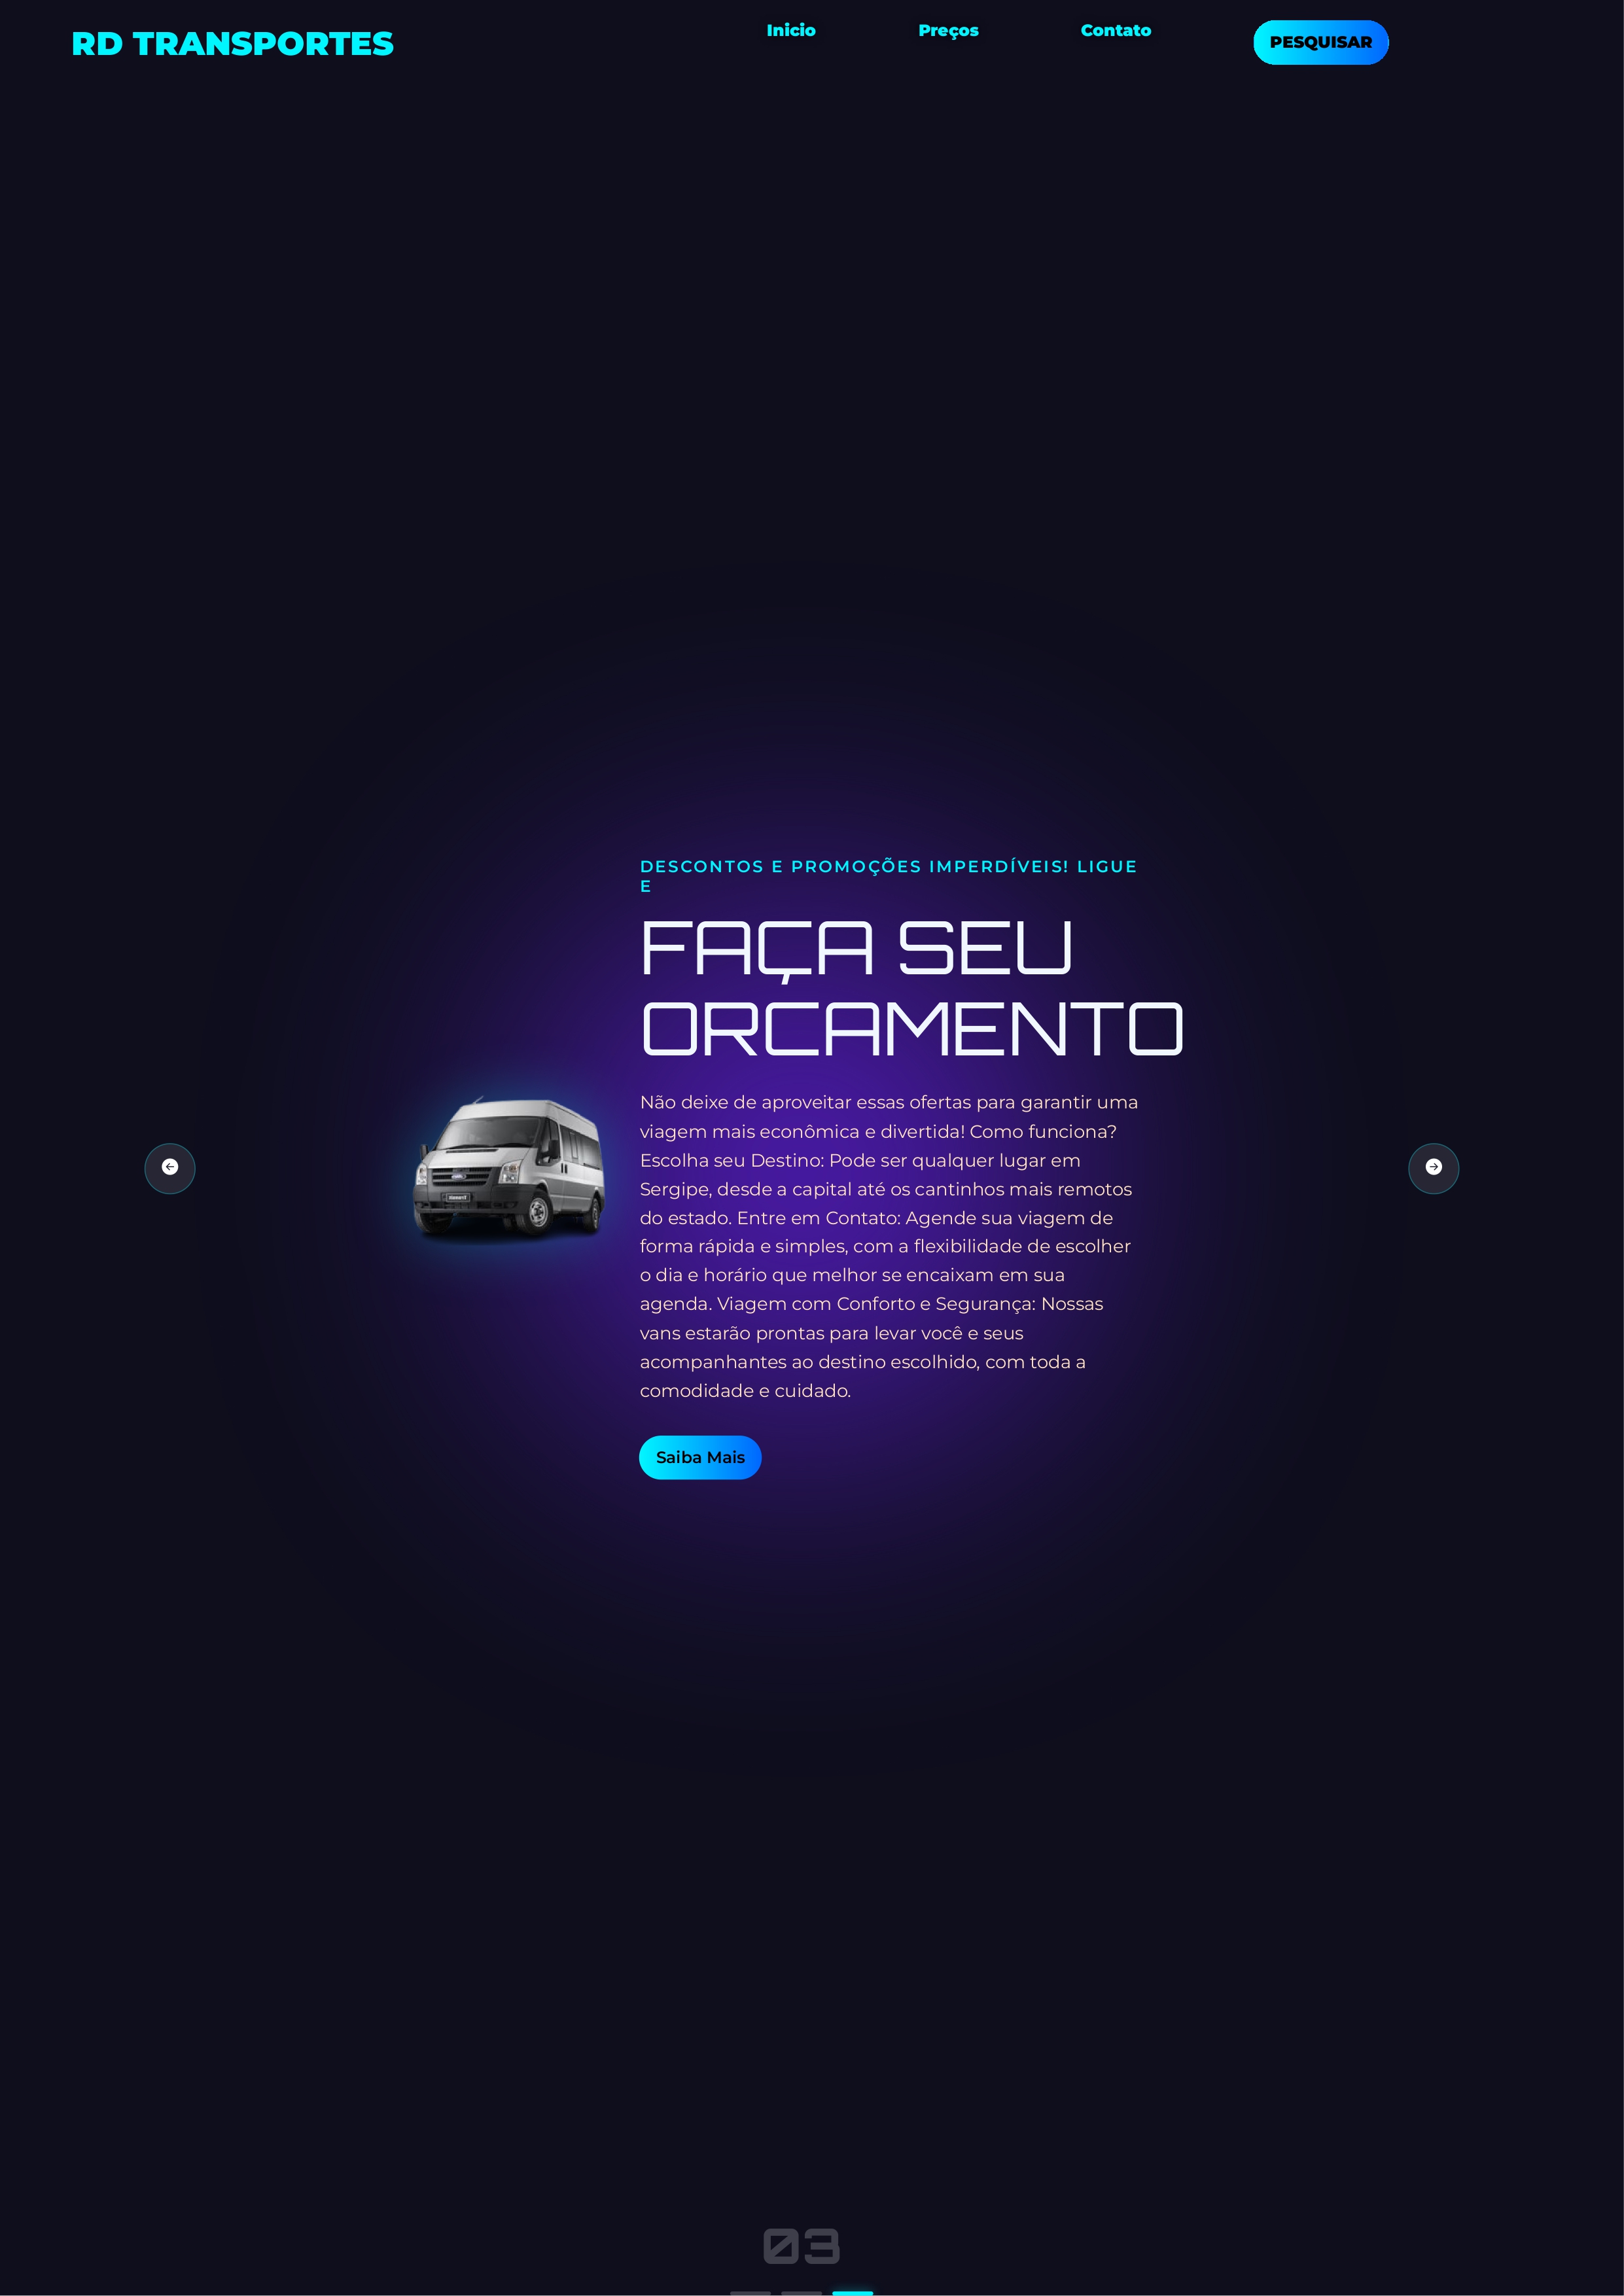 RD TRANSPORTES
Inicio
Preços
Contato
PESQUISAR
DESCONTOS E PROMOÇÕES IMPERDÍVEIS! LIGUE
E
FAÇA SEU
ORCAMENTO
Não deixe de aproveitar essas ofertas para garantir uma
viagem mais econômica e divertida! Como funciona?
Escolha seu Destino: Pode ser qualquer lugar em
Sergipe, desde a capital até os cantinhos mais remotos
do estado. Entre em Contato: Agende sua viagem de
forma rápida e simples, com a flexibilidade de escolher
o dia e horário que melhor se encaixam em sua
agenda. Viagem com Conforto e Segurança: Nossas
vans estarão prontas para levar você e seus
acompanhantes ao destino escolhido, com toda a
comodidade e cuidado.
Saiba Mais
03